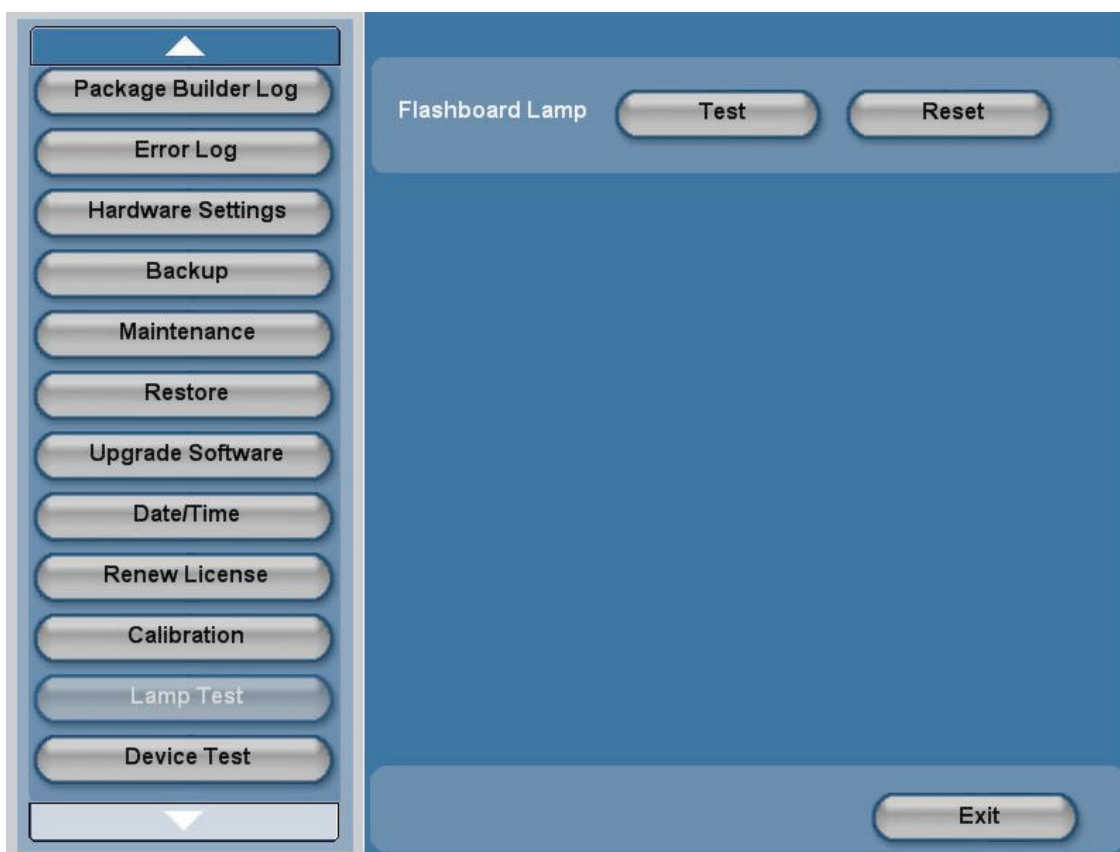 Package Builder Log
Error Log
Hardware Settings
Backup
Maintenance
Restore
Upgrade Software
Date/Time
Renew License
Calibration
Lamp Test
Device Test
Flashboard Lamp
Test
Reset
Exit